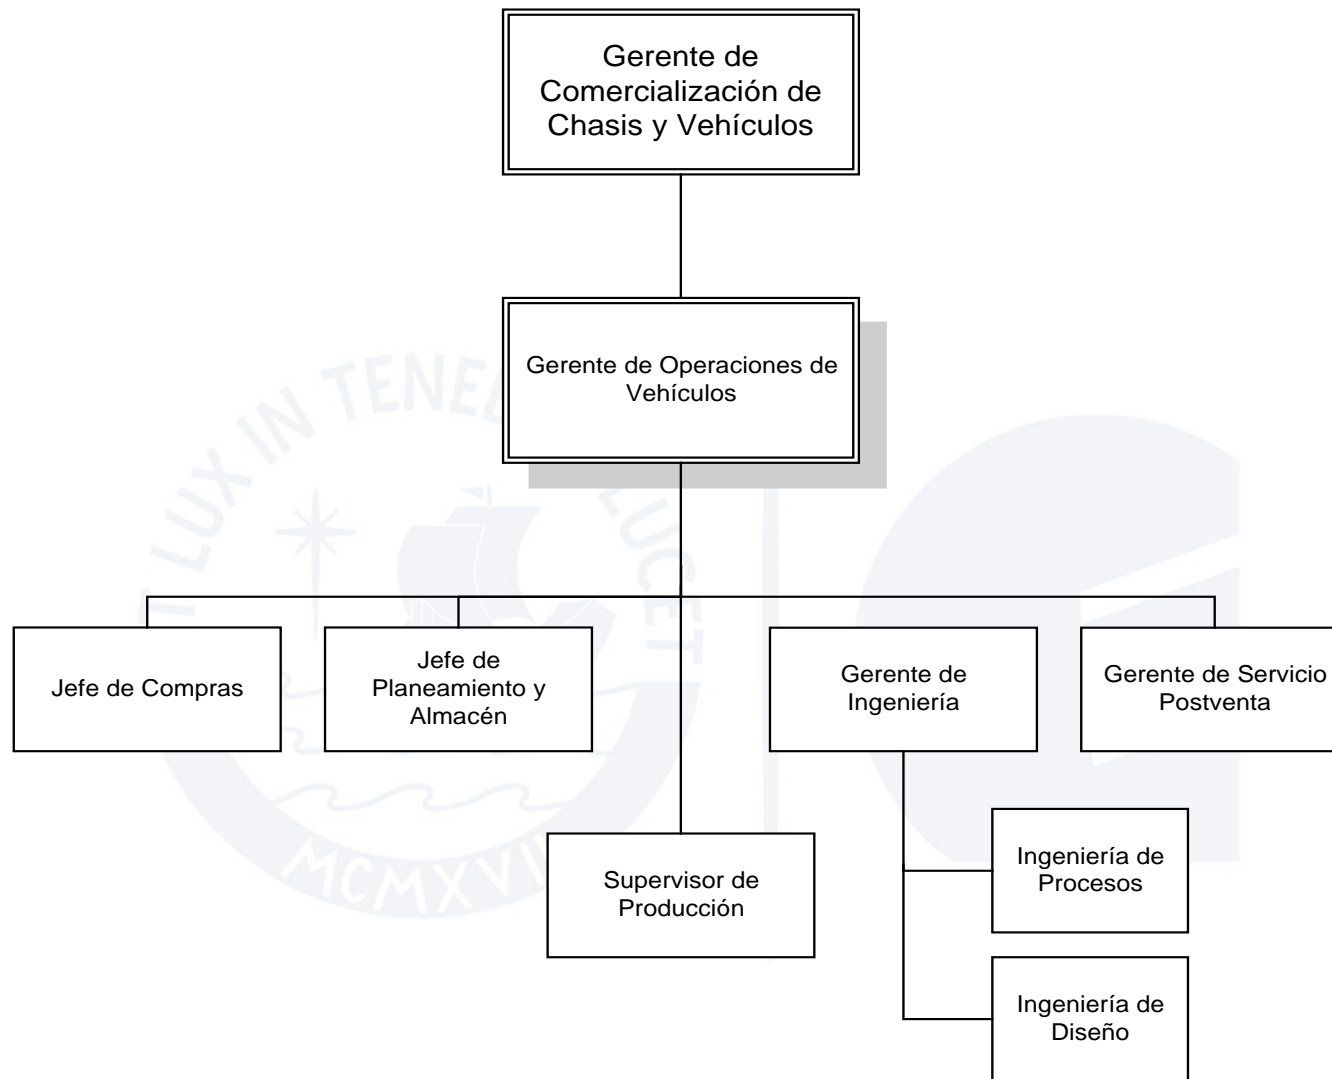 Gerente de
Comercialización de
Chasis y Vehículos
Gerente de Operaciones de
Vehículos
Jefe de Compras
Jefe de
Planeamiento y
Almacén
Gerente de
Ingeniería
Gerente de Servicio
Postventa
Supervisor de
Producción
Ingeniería de
Procesos
Ingeniería de
Diseño